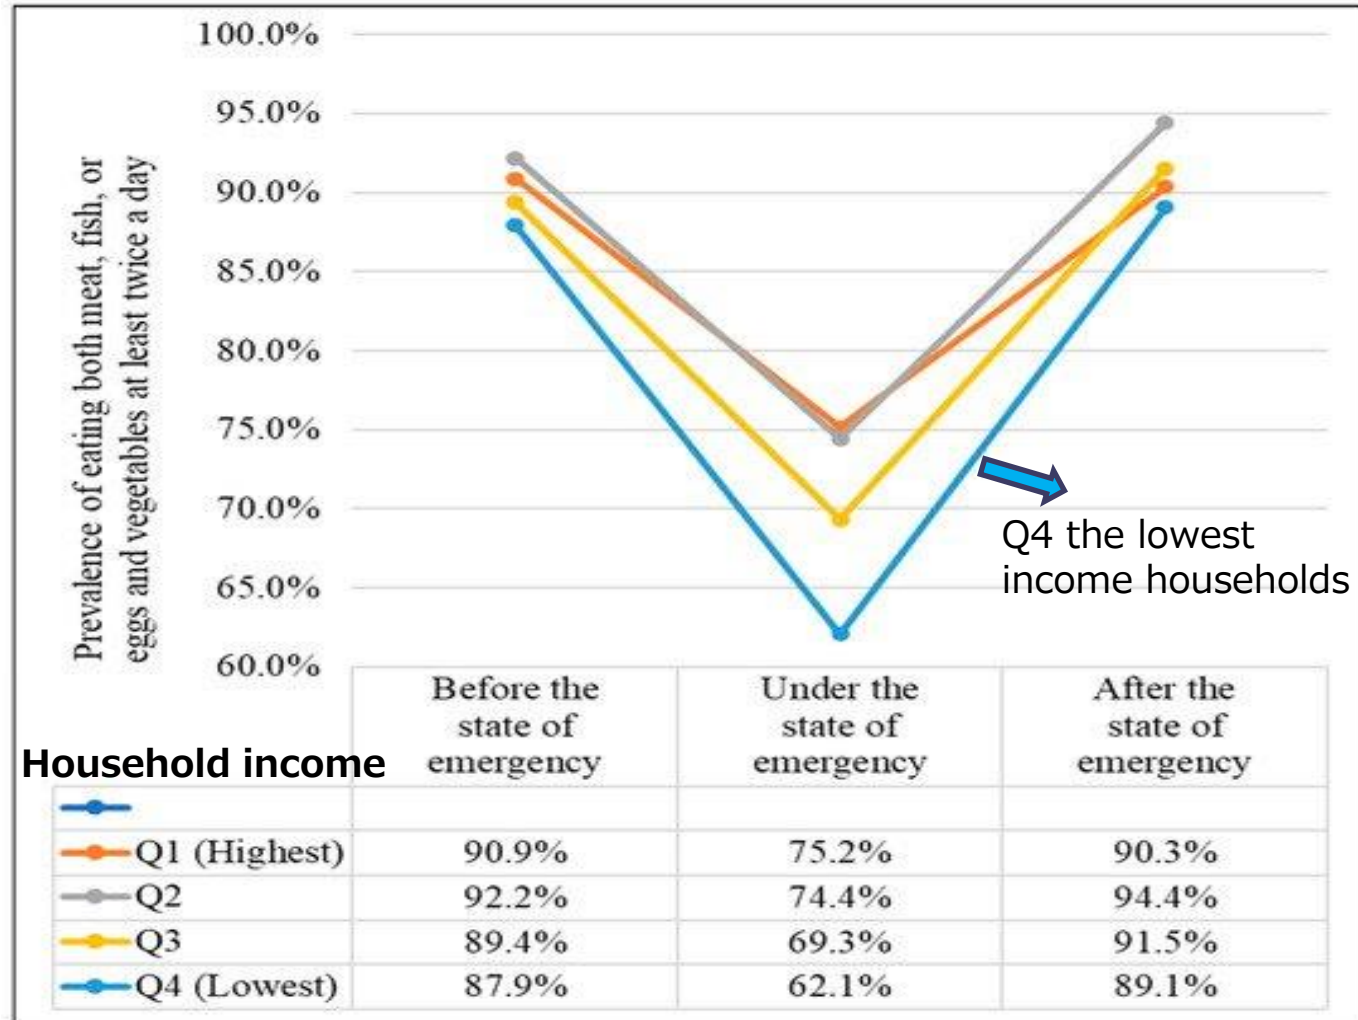 Prevalence of eating both meat, fish, or
eggs and vegetables at least twice a day
100.0%
95.0%
90.0%
85.0%
80.0%
75.0%
70.0%
65.0%
60.0%
Q4 the lowest
income households
Before the
state of
emergency
Under the
state of
emergency
After the
state of
emergency
Household income
Q1 (Highest) 90.9% 75.2% 90.3%
Q2 92.2% 74.4% 94.4%
Q3 89.4% 69.3% 91.5%
Q4 (Lowest) 87.9% 62.1% 89.1%